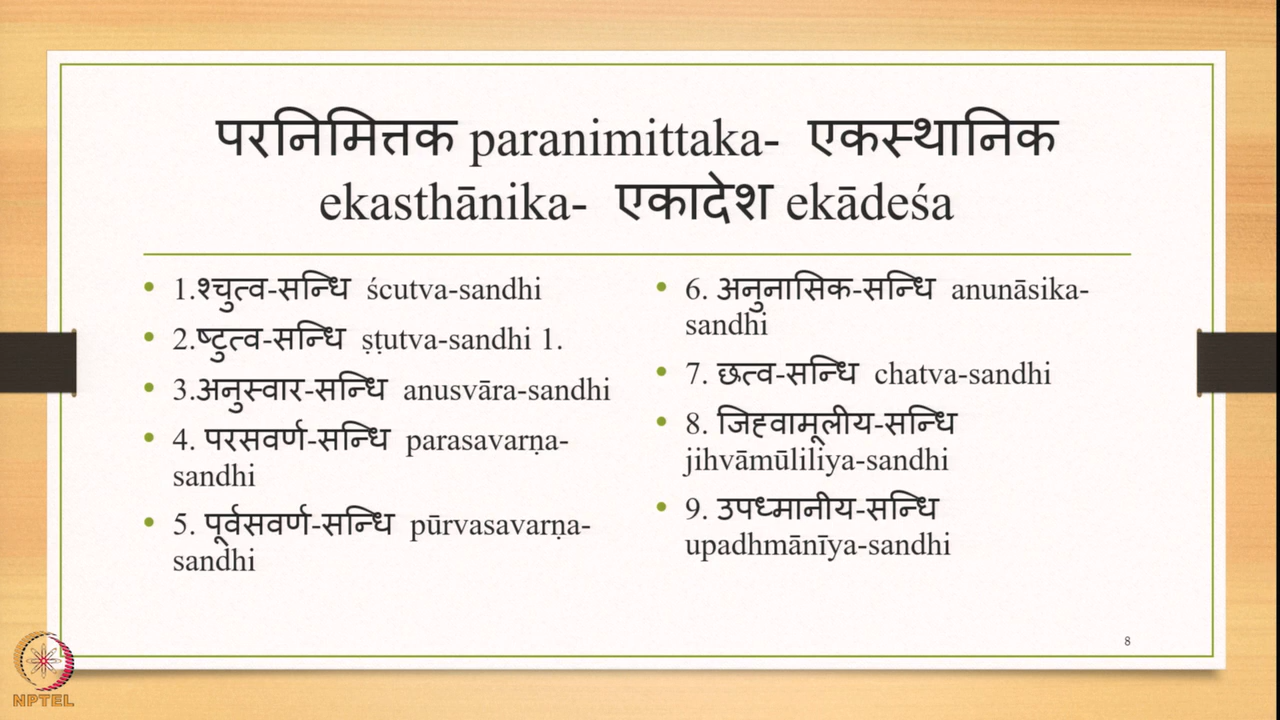 परनिमित्तक paranimittaka- एकस्थानिक
ekasthānika- एकादेश ekādeśa
• 1.श्चुत्व-सन्धि ścutva-sandhi
• 2.ष्टुत्व-सन्धि ṣṭutva-sandhi 1.
• 3.अनुस्वार-सन्धि anusvāra-sandhi
• 4. परसवर्ण-सन्धि parasavarṇa-
sandhi
• 5. पूर्वसवर्ण-सन्धि pūrvasavarṇa-
sandhi
• 6. अनुनासिक-सन्धि anunāsika-
sandhi
• 7. छत्व-सन्धि chatva-sandhi
• 8. जिह्वामूलीय-सन्धि
jihvāmūliliya-sandhi
• 9. उपध्मानीय-सन्धि
upadhmānīya-sandhi
8
NPTEL